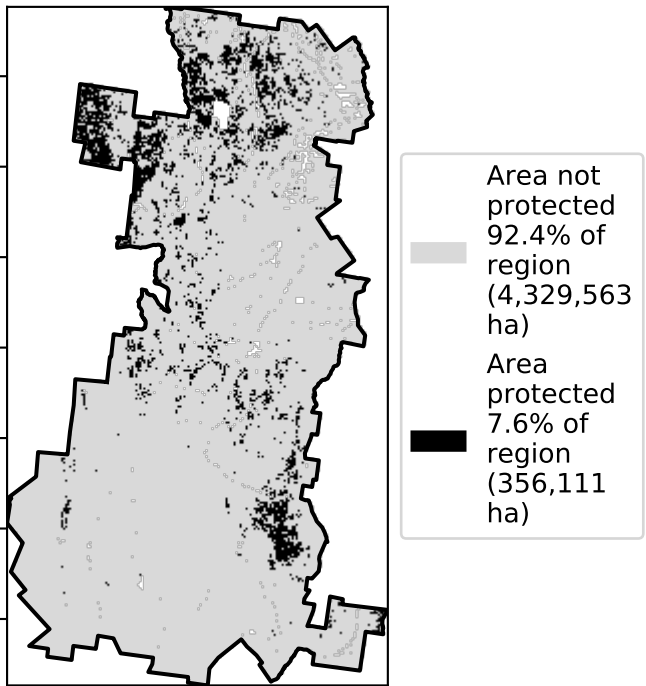 Area not
protected
92.4% of
region
(4,329,563
ha)
Area
protected
7.6% of
region
(356,111
ha)